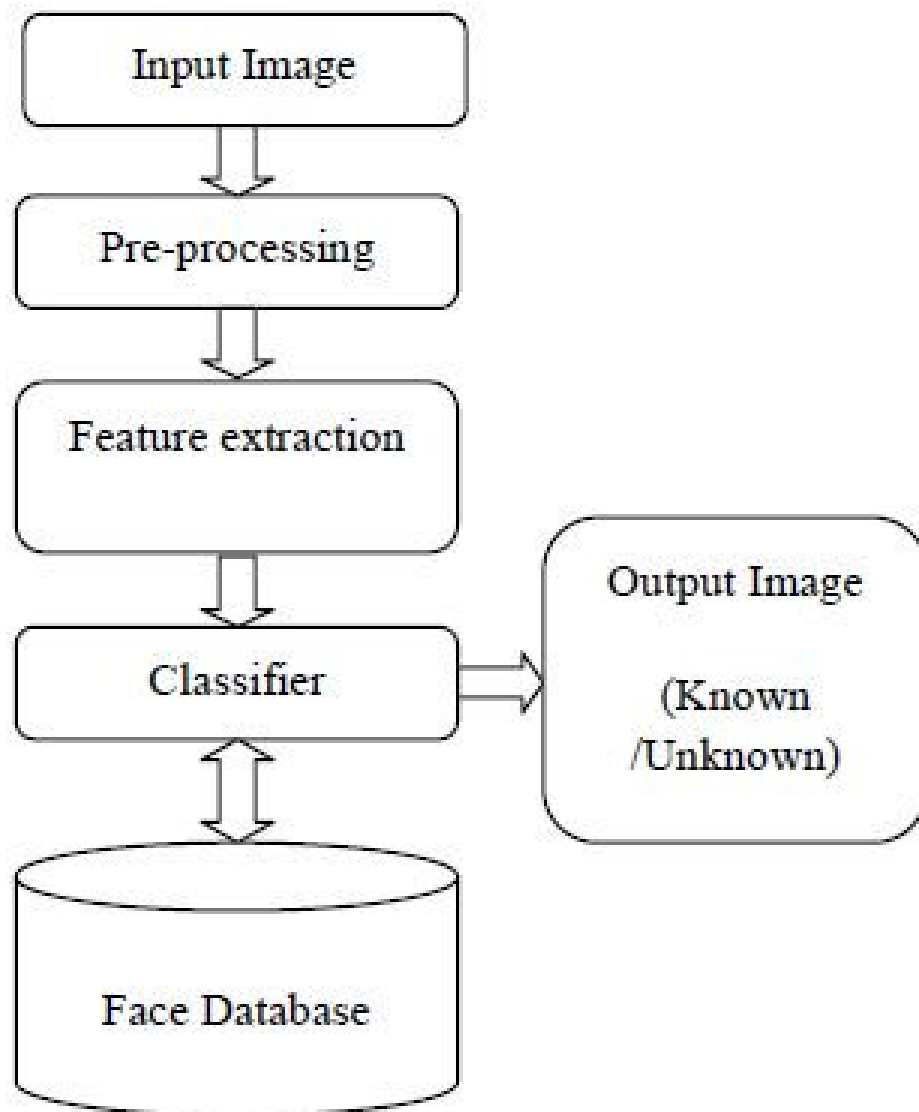 Input Image
Pre-processing
Feature extraction
Classifier
Output Image
(Known
/Unknown)
Face Database